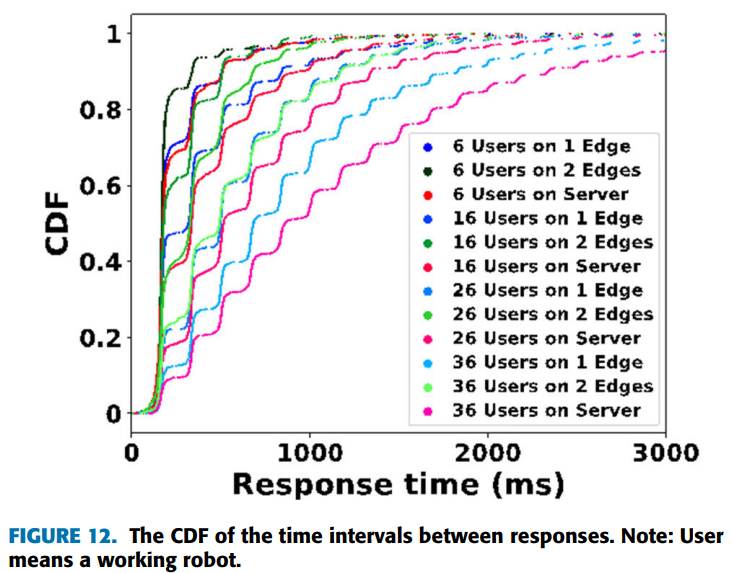 1
0.8
0.6
0.4
0.2
0
CDF
6 Users on 1 Edge
6 Users on 2 Edges
6 Users on Server
16 Users on 1 Edge
16 Users on 2 Edges
16 Users on Server
26 Users on 1 Edge
26 Users on 2 Edges
26 Users on Server
36 Users on 1 Edge
36 Users on 2 Edges
36 Users on Server
0 1000 2000 3000
Response time (ms)
FIGURE 12. The CDF of the time intervals between responses. Note: User
means a working robot.